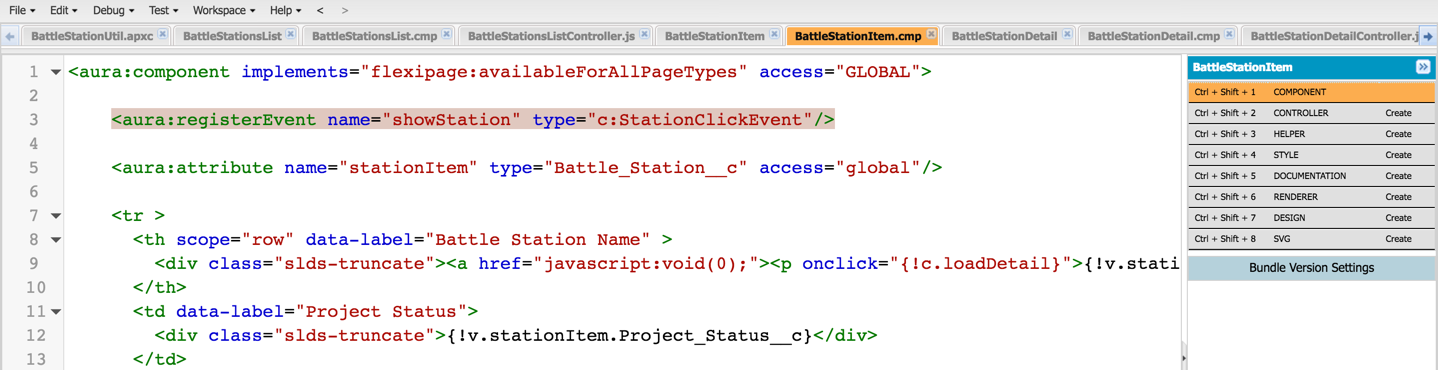 File Edit Debug Test Workspace Help < >
BattleStationUtil.apxc BattleStationsList BattleStationsList.cmp BattleStationsListController.js BattleStationItem BattleStationItem.cmp BattleStationDetail BattleStationDetail.cmp BattleStationDetailController.j
1 <aura:component implements="flexipage:availableForAllPageTypes" access="GLOBAL">
2
3 <aura:registerEvent name="showStation" type="c:StationClickEvent"/>
4
5 <aura:attribute name="stationItem" type="Battle_Station__c" access="global"/>
6
7 <tr >
8 <th scope="row" data-label="Battle Station Name" >
9 <div class="slds-truncate"><a href="javascript:void(0);"><p onclick="{!c.loadDetail}">{!v.stati
10 </th>
11 <td data-label="Project Status">
12 <div class="slds-truncate">{!v.stationItem.Project_Status__c}</div>
13 </td>
BattleStationItem
Ctrl + Shift + 1 COMPONENT
Ctrl + Shift + 2 CONTROLLER Create
Ctrl + Shift + 3 HELPER Create
Ctrl + Shift + 4 STYLE Create
Ctrl + Shift + 5 DOCUMENTATION Create
Ctrl + Shift + 6 RENDERER Create
Ctrl + Shift + 7 DESIGN Create
Ctrl + Shift + 8 SVG Create
Bundle Version Settings